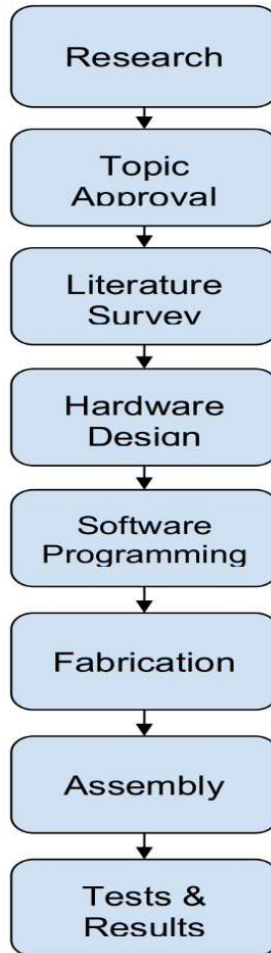 Research
Topic
Approval
Literature
Survey
Hardware
Design
Software
Programming
Fabrication
Assembly
Tests &
Results